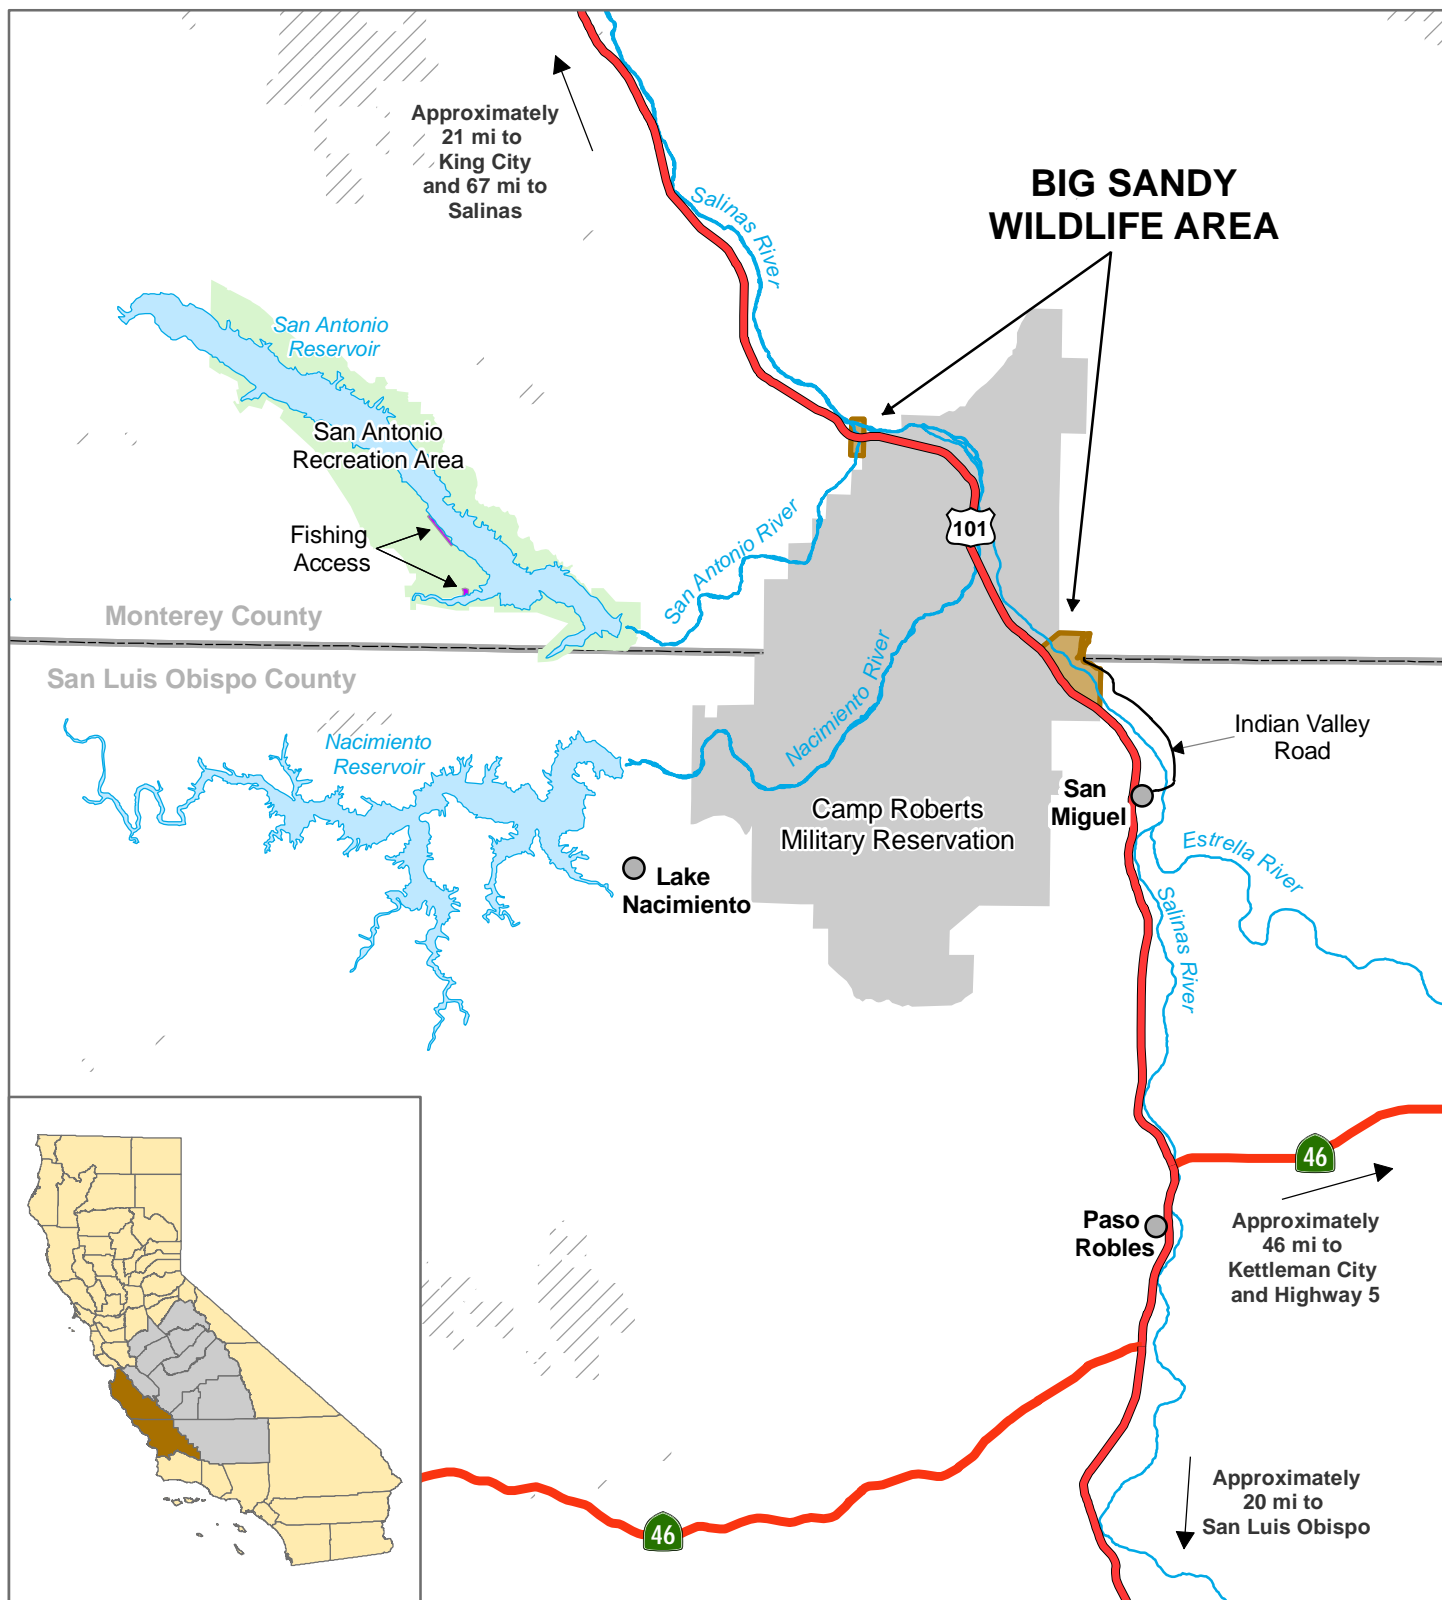 Approximately
21 mi to
King City
and 67 mi to
Salinas
BIG SANDY
WILDLIFE AREA
Salinas River
San Antonio
Reservoir
San Antonio
Recreation Area
Fishing
Access
San Antonio River
101
Monterey County
San Luis Obispo County
Nacimiento River
Nacimiento
Reservoir
Indian Valley
Road
San
Miguel
Camp Roberts
Military Reservation
Estrella River
Lake
Nacimiento
Salinas River
46
Paso
Robles
Approximately
46 mi to
Kettleman City
and Highway 5
Approximately
20 mi to
San Luis Obispo
46